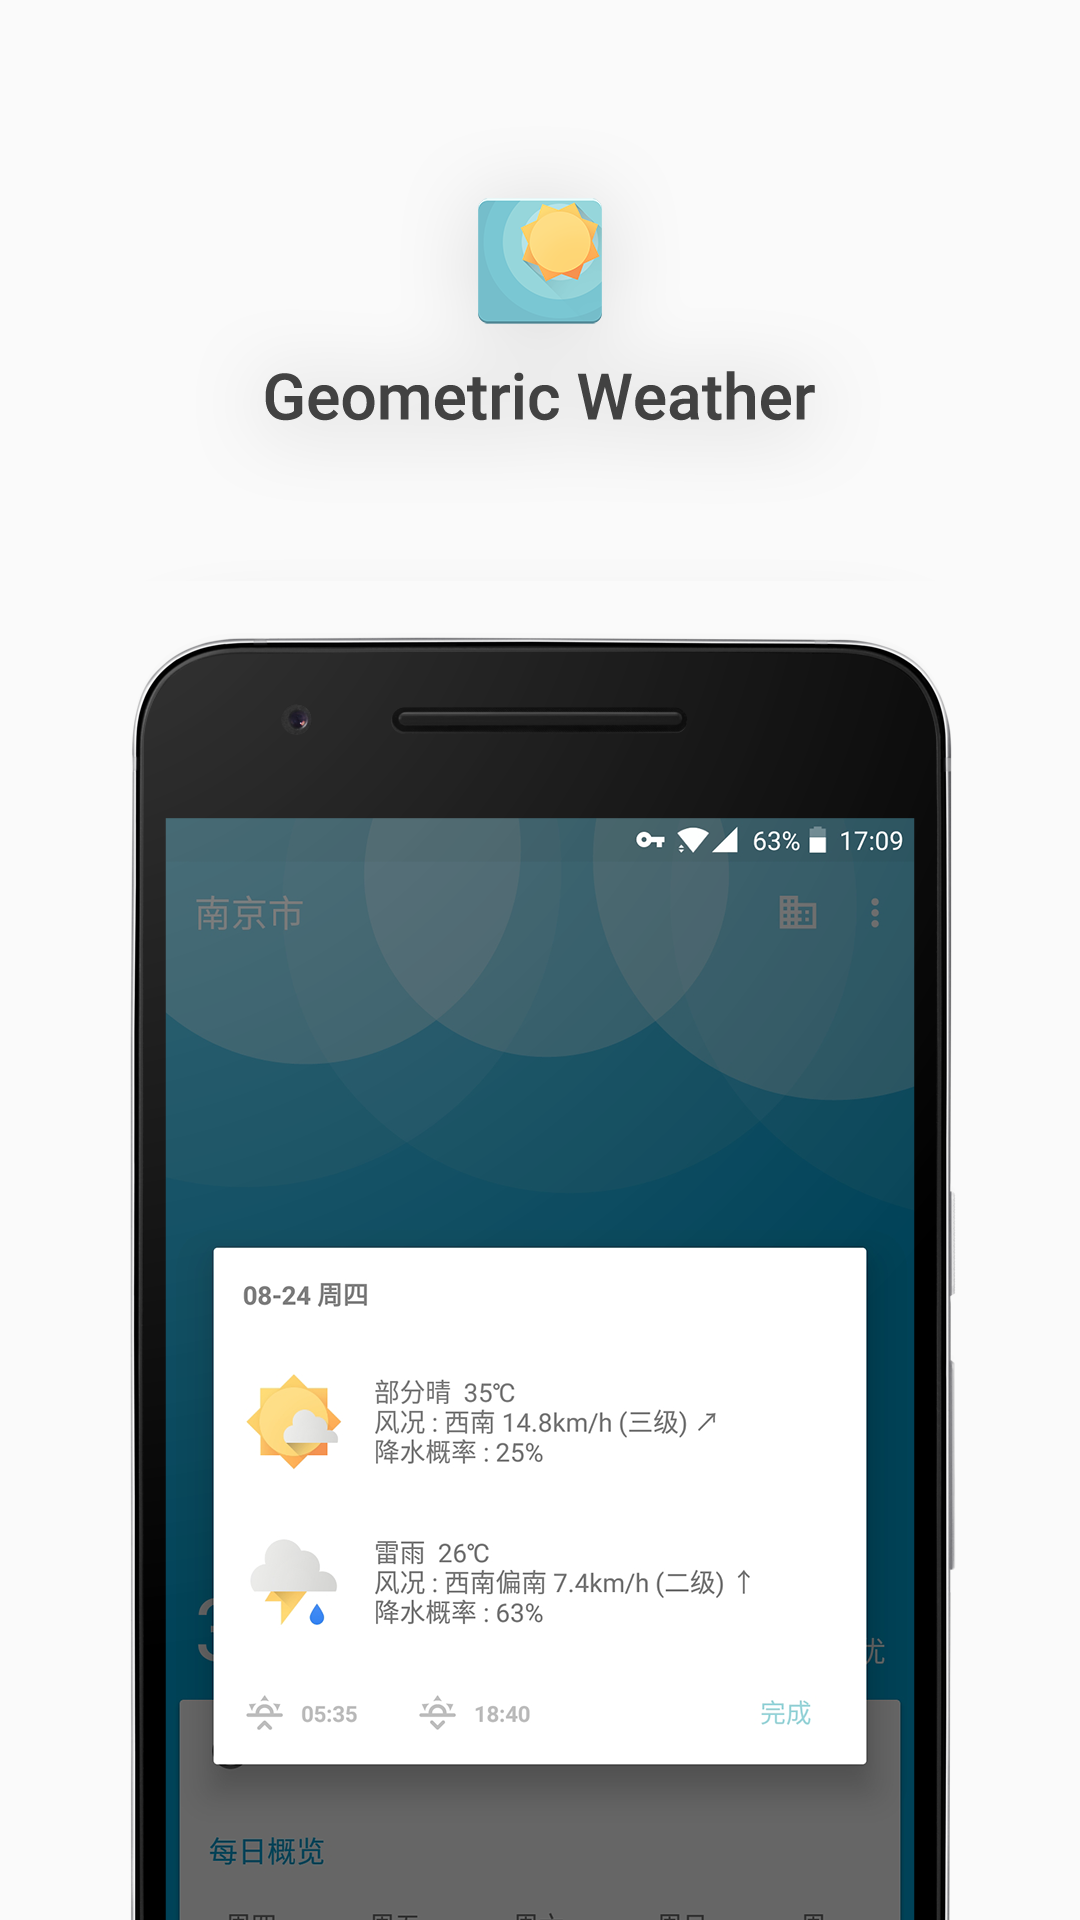 Geometric Weather
63% 17:09
南京市
08-24 周四
部分晴 35℃
风况 : 西南 14.8km/h (三级) ↗
降水概率 : 25%
雷雨 26℃
风况 : 西南偏南 7.4km/h (二级) ↑
降水概率 : 63%
优
05:35 18:40 完成
每日概览